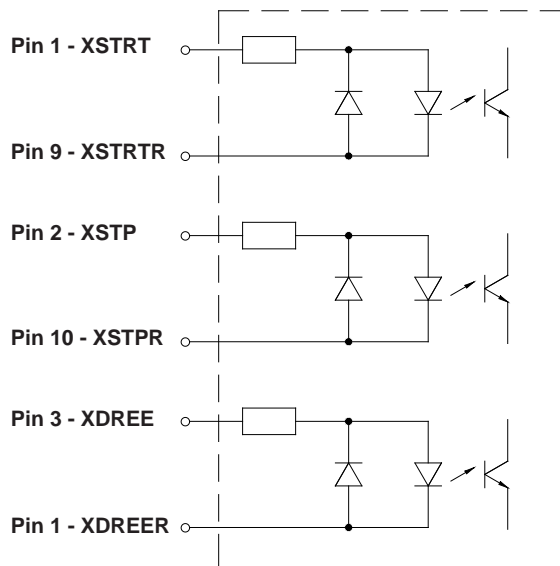 Pin 1 - XSTRT
Pin 9 - XSTRTR
Pin 2 - XSTP
Pin 10 - XSTPR
Pin 3 - XDREE
Pin 1 - XDREER